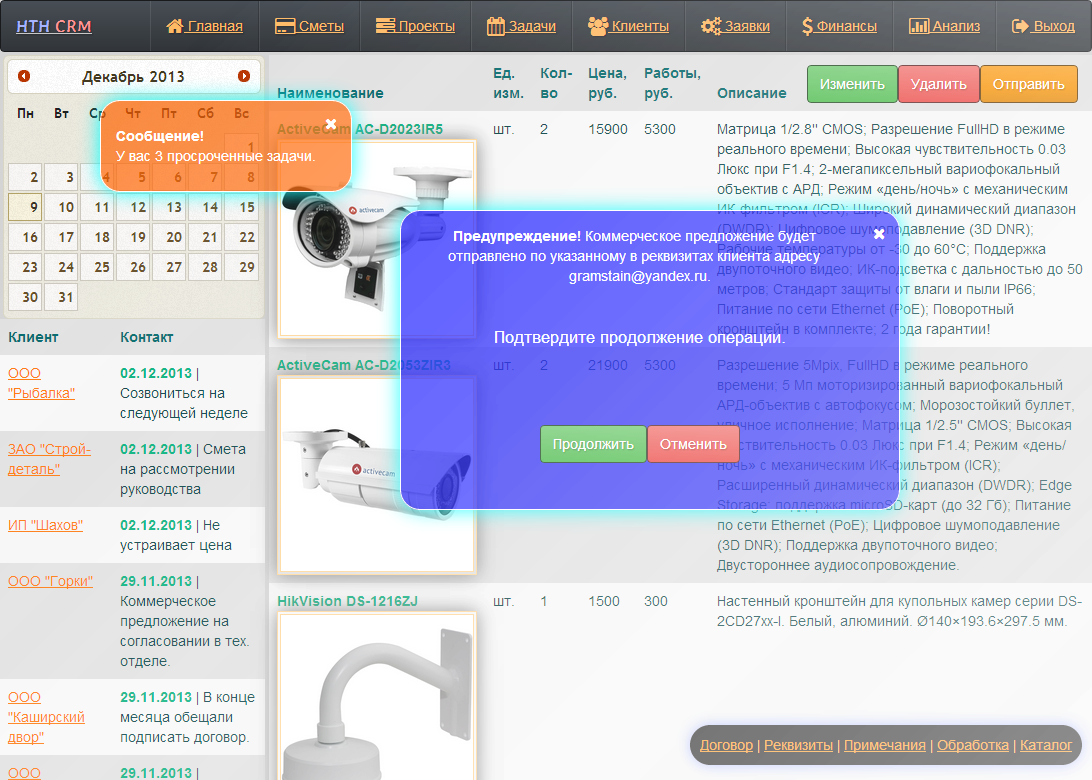 HTH CRM
Главная
Сметы
Проекты
Задачи
Клиенты
Заявки
Финансы
Анализ
Выход
Декабрь 2013
Пн Вт Ср Чт Пт Сб Вс
1
2 3 4 5 6 7 8
9 10 11 12 13 14 15
16 17 18 19 20 21 22
23 24 25 26 27 28 29
30 31
Сообщение!
У вас 3 просроченные задачи.
Клиент Контакт
ООО "Рыбалка"
02.12.2013 |
Созвониться на
следующей неделе
ЗАО "Строй-
деталь"
02.12.2013 | Смета
на рассмотрении
руководства
ИП "Шахов"
02.12.2013 | Не
устраивает цена
ООО "Горки"
29.11.2013 |
Коммерческое
предложение на
согласовании в тех.
отделе.
ООО
"Каширский
двор"
29.11.2013 | В конце
месяца обещали
подписать договор.
ООО
29.11.2013 |
Наименование
Ед.
изм.
Кол-
во
Цена,
руб.
Работы,
руб.
Описание
Изменить
Удалить
Отправить
ActiveCam AC-D2023IR5
activecam
шт. 2 15900 5300
Матрица 1/2.8'' CMOS; Разрешение FullHD в режиме
реального времени; Высокая чувствительность 0.03
Люкс при F1.4; 2-мегапиксельный вариофокальный
объектив с АРД; Режим «день/ночь» с механическим
ИК-фильтром (ICR); Широкий динамический диапазон
(DWDR); Цифровое шумоподавление (3D DNR);
Рабочие температуры от -30 до 60°С; Поддержка
двупоточного видео; ИК-подсветка с дальностью до 50
метров; Стандарт защиты от влаги и пыли IP66;
Питание по сети Ethernet (PoE); Поворотный
кронштейн в комплекте; 2 года гарантии!
Предупреждение! Коммерческое предложение будет
отправлено по указанному в реквизитах клиента адресу
gramstain@yandex.ru.
Подтвердите продолжение операции.
Продолжить
Отменить
ActiveCam AC-D2053ZIR3
activecam
шт. 2 21900 5300
Разрешение 5Mpix, FullHD в режиме реального
времени; 5 Мп моторизированный вариофокальный
АРД-объектив с автофокусом; Морозостойкий буллет,
уличное исполнение; Матрица 1/2.5'' CMOS; Высокая
чувствительность 0.03 Люкс при F1.4; Режим «день/
ночь» с механическим ИК-фильтром (ICR);
Расширенный динамический диапазон (DWDR); Edge
Storage: поддержка microSD-карт (до 32 Гб); Питание
по сети Ethernet (PoE); Цифровое шумоподавление
(3D DNR); Поддержка двупоточного видео;
Двустороннее аудиосопровождение.
HikVision DS-1216ZJ
шт. 1 1500 300
Настенный кронштейн для купольных камер серии DS-
2CD27xx-I. Белый, алюминий. Ø140×193.6×297.5 мм.
Договор | Реквизиты | Примечания | Обработка | Каталог